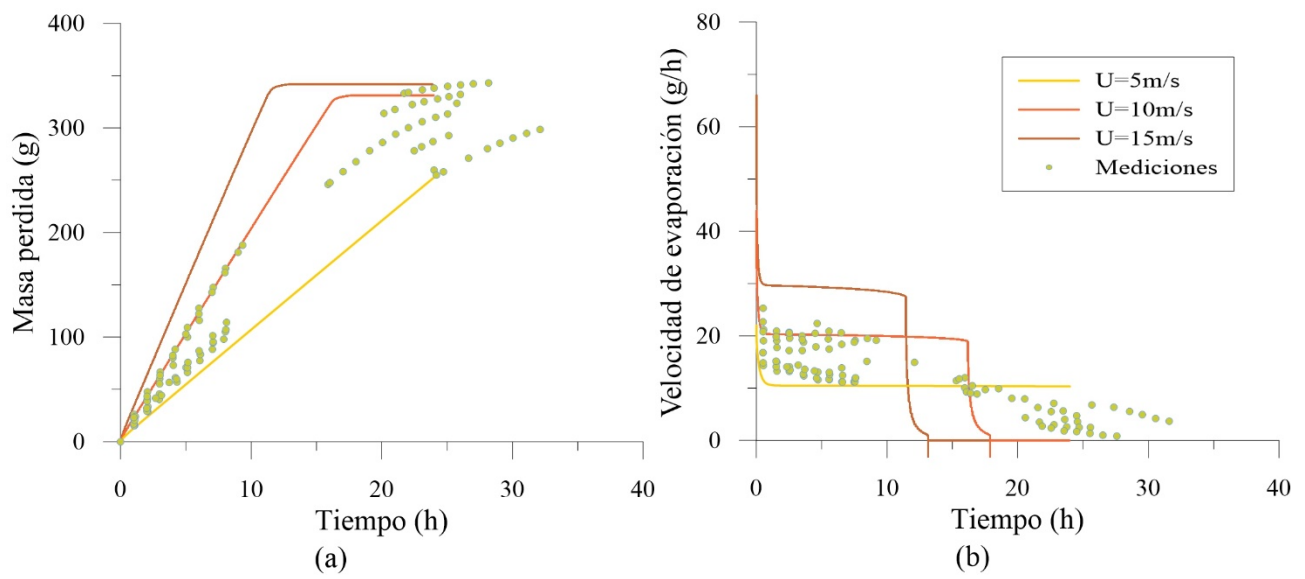 400
300
200
100
0
Masa perdida (g)
0
10
20
30
40
Tiempo (h)
(a)
80
60
40
20
0
Velocidad de evaporación (g/h)
U=5m/s
U=10m/s
U=15m/s
Mediciones
0
10
20
30
40
Tiempo (h)
(b)